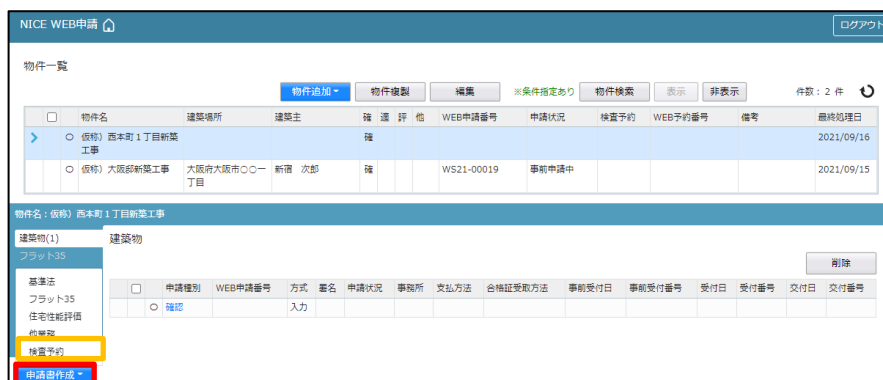 NICE WEB申請
ログアウト
物件一覧
物件追加 物件複製 編集 ※条件指定あり 物件検索 表示 非表示 件数：2 件
物件名 建築場所 建築主 確 適 評 他 WEB申請番号 申請状況 検査予約 WEB予約番号 備考 最終処理日
仮称）西本町１丁目新築 確 2021/09/16
工事
仮称）大阪邸新築工事 大阪府大阪市○○一 新宿 次郎 確 WS21-00019 事前申請中 2021/09/15
丁目
物件名：仮称）西本町１丁目新築工事
建築物(1) 建築物
フラット35
削除
基準法
フラット35
住宅性能評価
他業務
検査予約
申請書作成
申請種別 WEB申請番号 方式 署名 申請状況 事務所 支払方法 合格証受取方法 事前受付日 事前受付番号 受付日 受付番号 交付日 交付番号
確認 入力